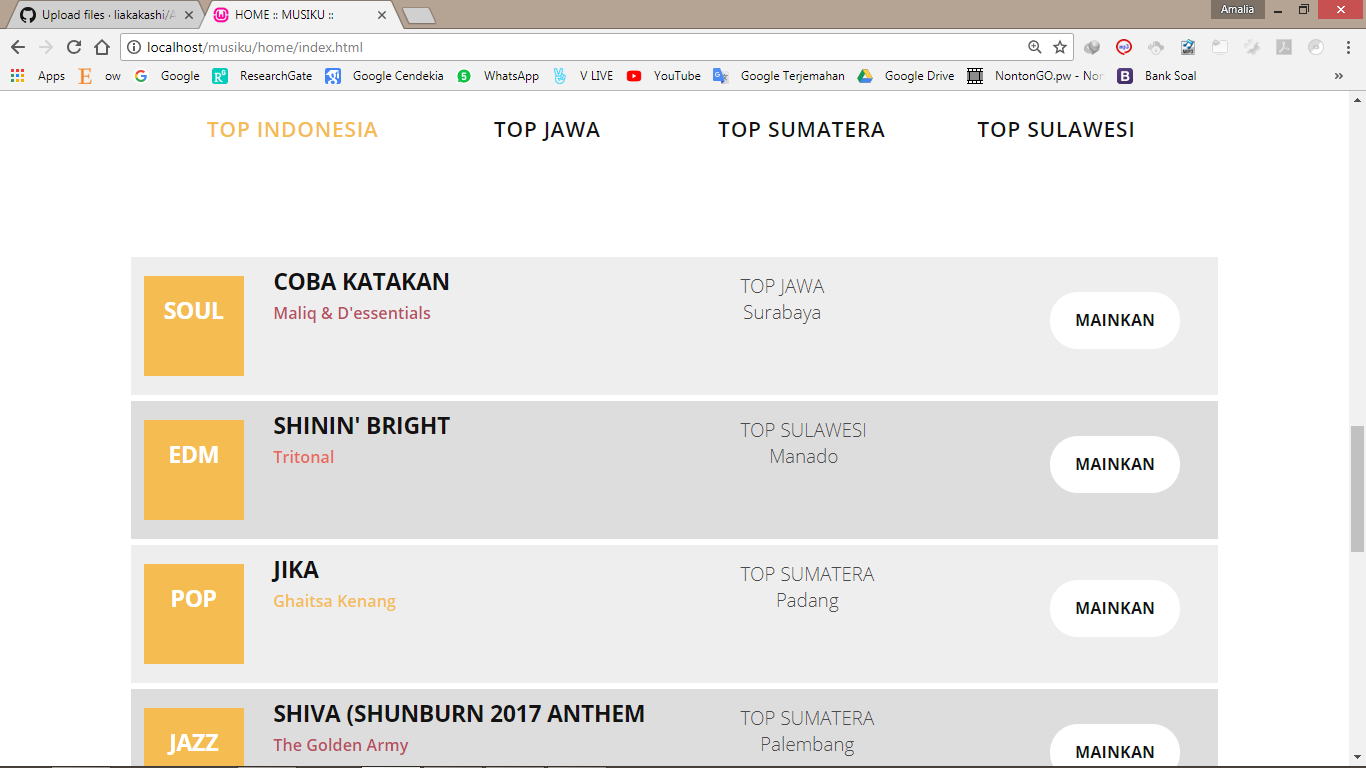 Upload files · liakakashi/A
HOME :: MUSIKU ::
Amalia
localhost/musiku/home/index.html
Apps
ow
Google
ResearchGate
Google Cendekia
WhatsApp
V LIVE
YouTube
Google Terjemahan
Google Drive
NontonGO.pw - Non
Bank Soal
TOP INDONESIA
TOP JAWA
TOP SUMATERA
TOP SULAWESI
SOUL
COBA KATAKAN
Maliq & D'essentials
TOP JAWA
Surabaya
MAINKAN
EDM
SHININ' BRIGHT
Tritonal
TOP SULAWESI
Manado
MAINKAN
POP
JIKA
Ghaitsa Kenang
TOP SUMATERA
Padang
MAINKAN
JAZZ
SHIVA (SHUNBURN 2017 ANTHEM
The Golden Army
TOP SUMATERA
Palembang
MAINKAN